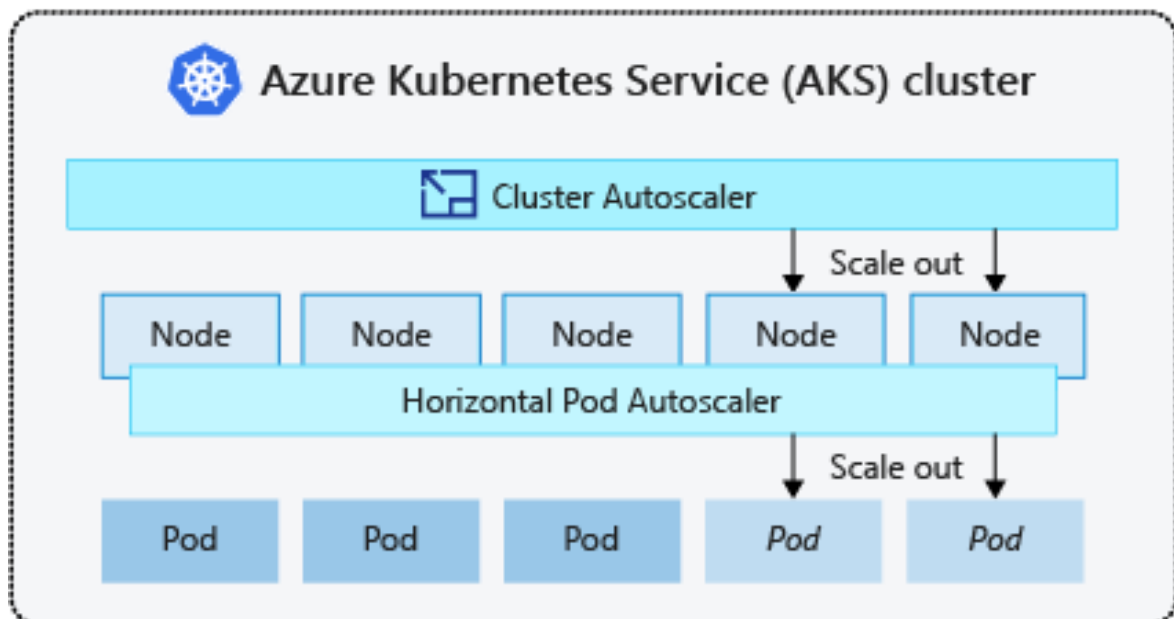 Azure Kubernetes Service (AKS) cluster
Cluster Autoscaler
Scale out
Node Node Node Node Node
Horizontal Pod Autoscaler
Scale out
Pod Pod Pod Pod Pod